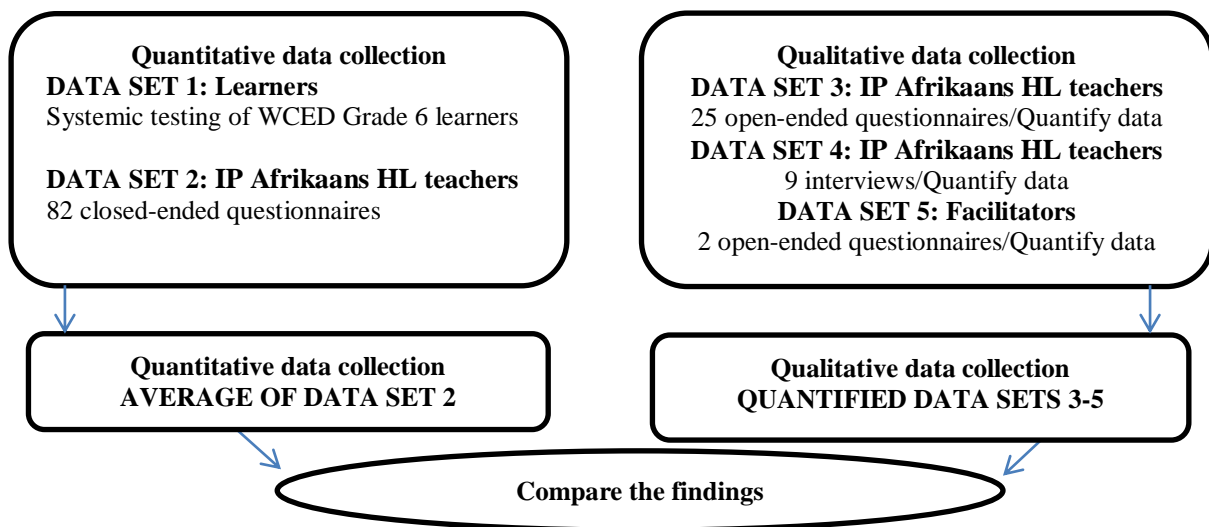 Quantitative data collection
DATA SET 1: Learners
Systemic testing of WCED Grade 6 learners
DATA SET 2: IP Afrikaans HL teachers
82 closed-ended questionnaires
Qualitative data collection
DATA SET 3: IP Afrikaans HL teachers
25 open-ended questionnaires/Quantify data
DATA SET 4: IP Afrikaans HL teachers
9 interviews/Quantify data
DATA SET 5: Facilitators
2 open-ended questionnaires/Quantify data
Quantitative data collection
AVERAGE OF DATA SET 2
Qualitative data collection
QUANTIFIED DATA SETS 3-5
Compare the findings